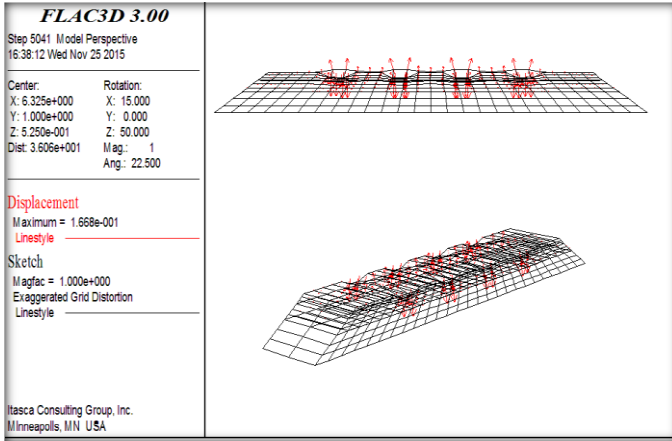 FLAC3D 3.00
Step 5041 Model Perspective
16:38:12 Wed Nov 25 2015
Center: Rotation:
X: 6.325e+000 X: 15.000
Y: 1.000e+000 Y: 0.000
Z: 5.250e-001 Z: 50.000
Dist: 3.606e+001 Mag.: 1
Ang.: 22.500
Displacement
Maximum = 1.668e-001
Linestyle
Sketch
Magfac = 1.000e+000
Exaggerated Grid Distortion
Linestyle
Itasca Consulting Group, Inc.
Minneapolis, MN USA